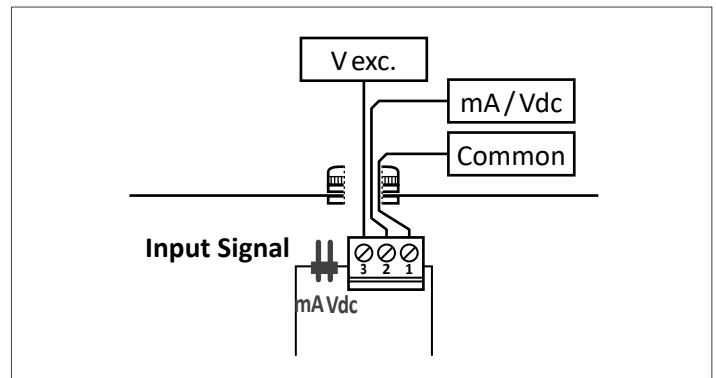 V exc.
mA/Vdc
Common
Input Signal
3 2 1
mA Vdc